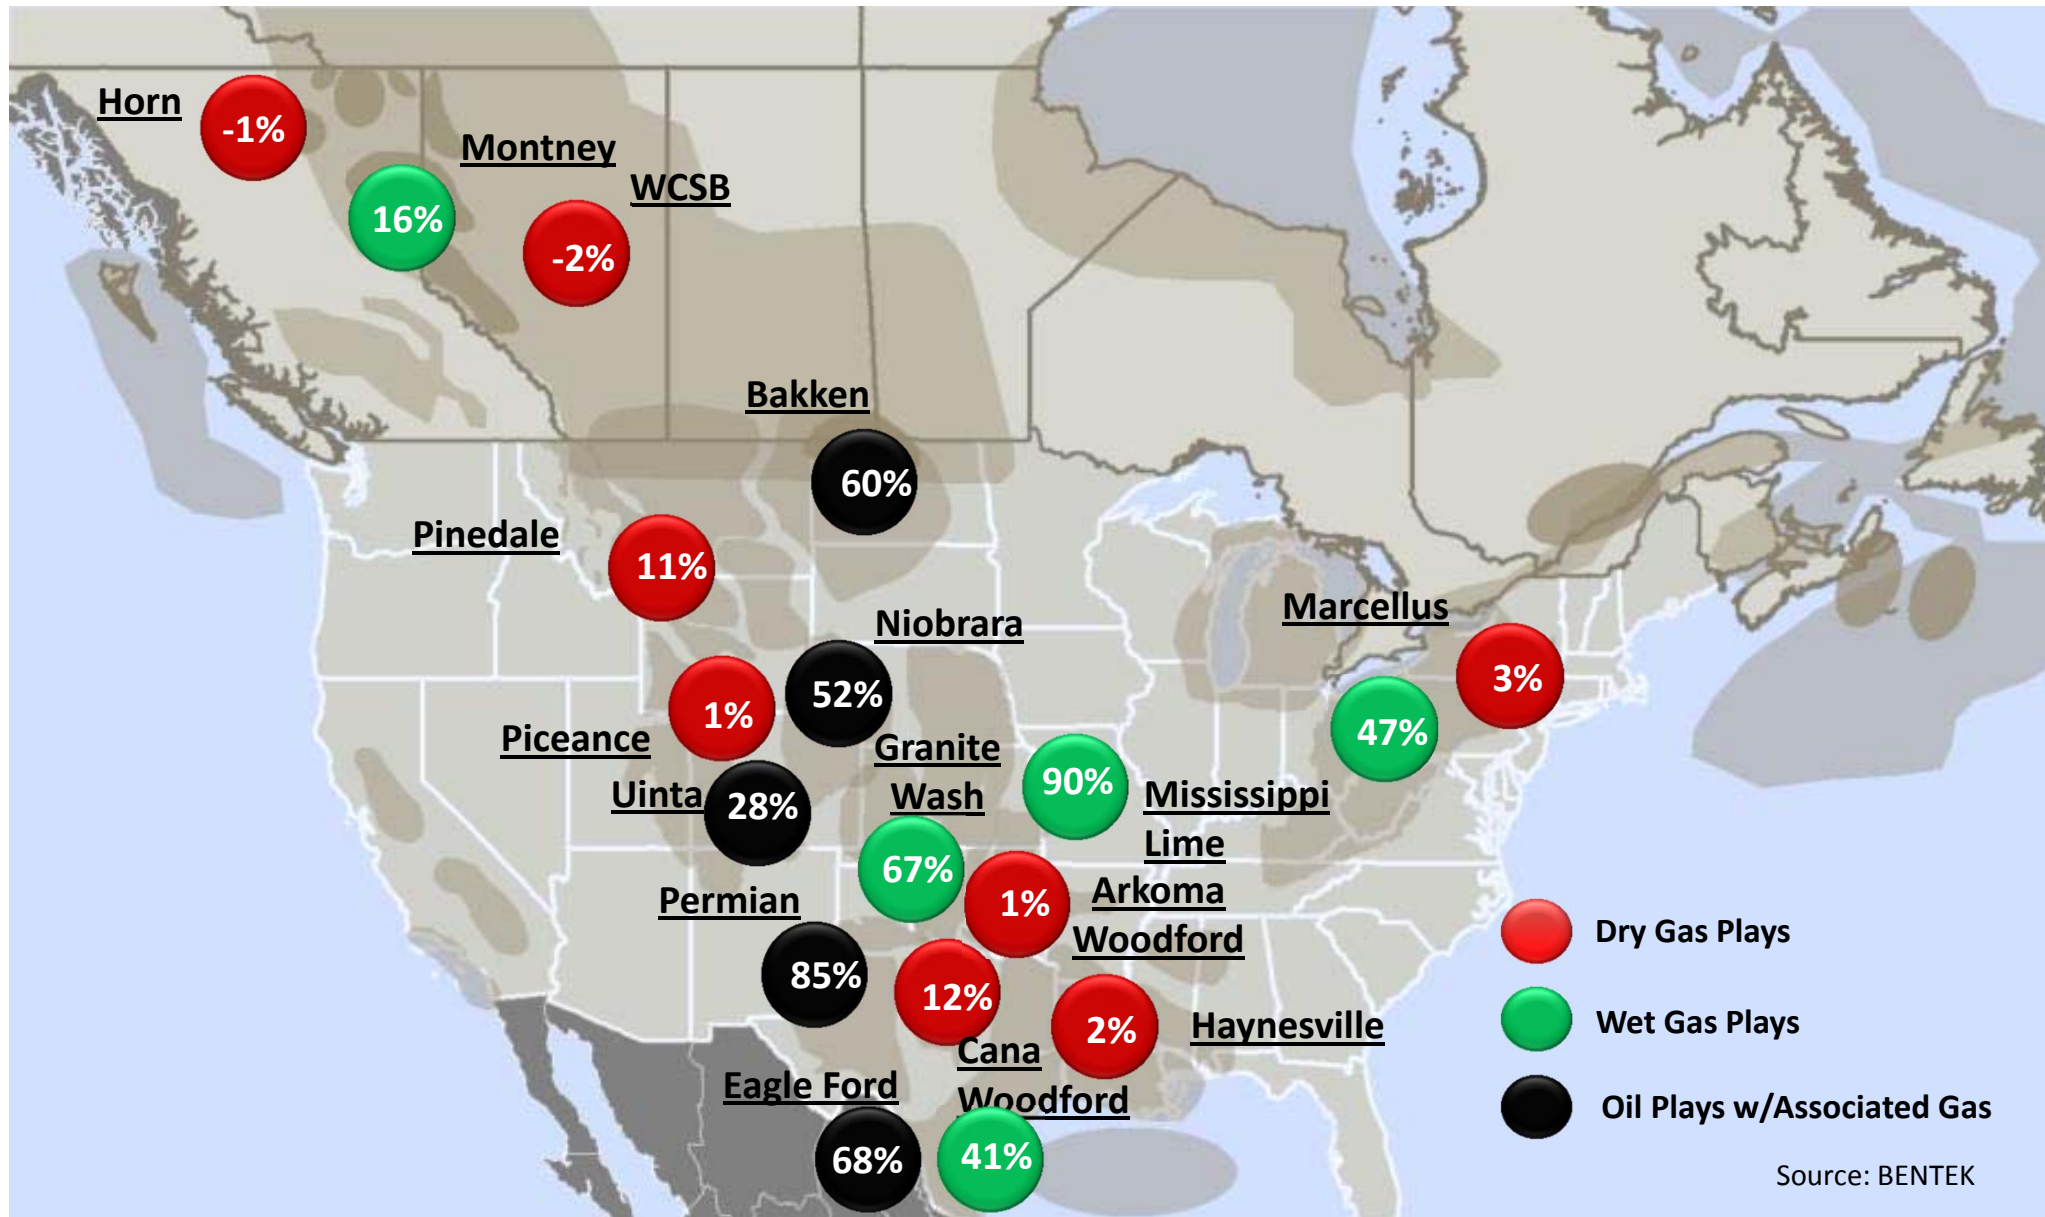 Horn
-1%
Montney
16%
WCSB
-2%
Bakken
60%
Pinedale
11%
Niobrara
52%
Marcellus
3%
47%
1%
Piceance
Uinta
28%
Granite
Wash
67%
90%
Mississippi
Lime
1%
Arkoma
Woodford
Permian
85%
12%
Cana
Woodford
2%
Haynesville
Eagle Ford
68%
41%
Dry Gas Plays
Wet Gas Plays
Oil Plays w/Associated Gas
Source: BENTEK